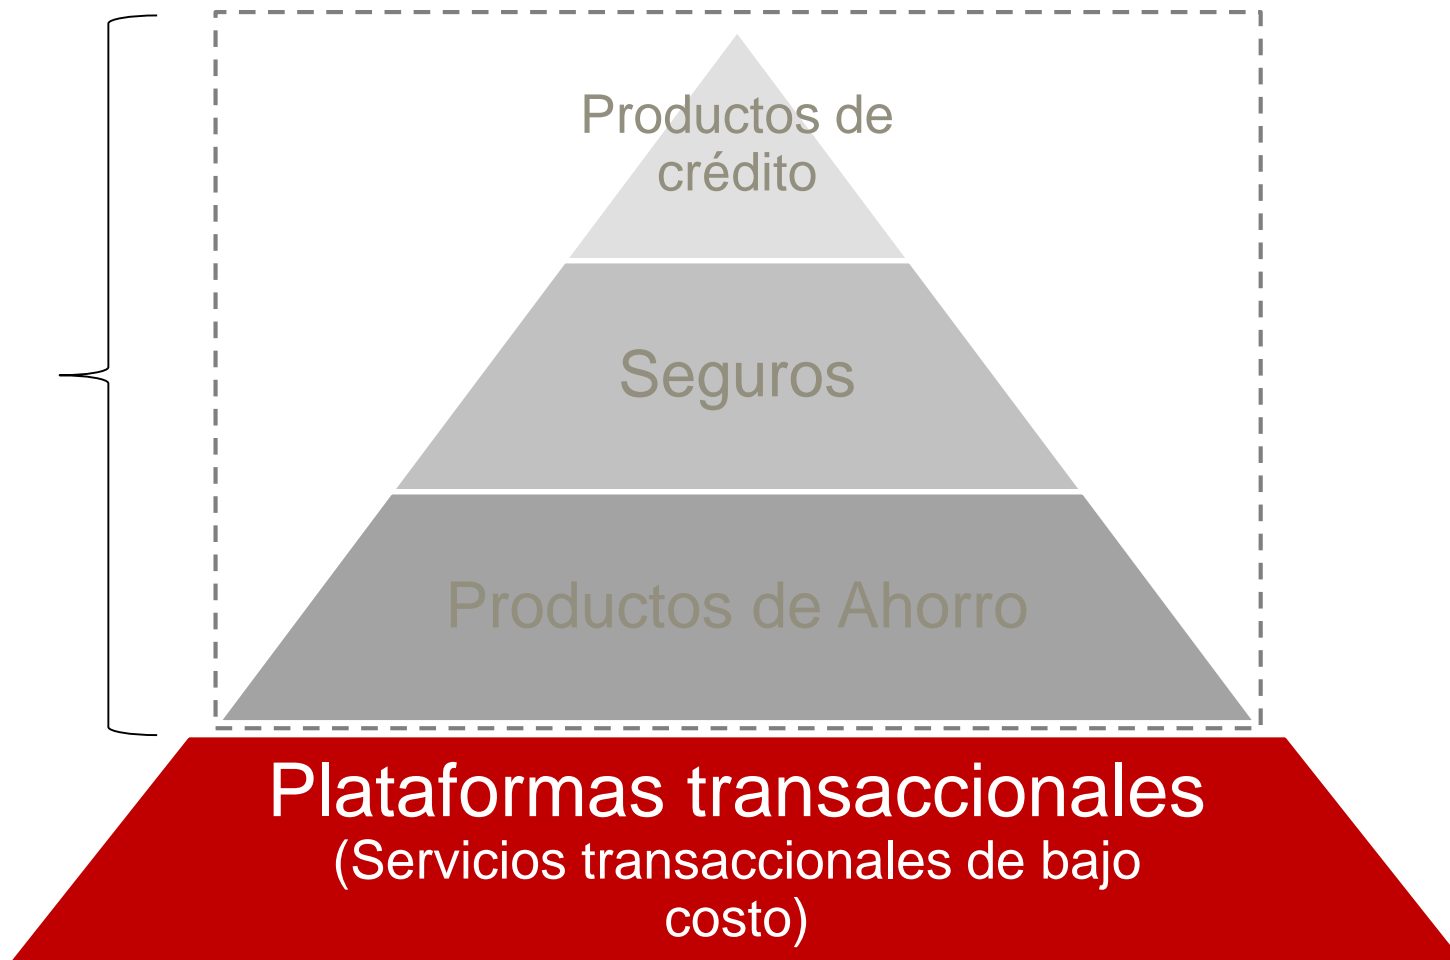 Productos de
crédito
Seguros
Productos de Ahorro
Plataformas transaccionales
(Servicios transaccionales de bajo
costo)